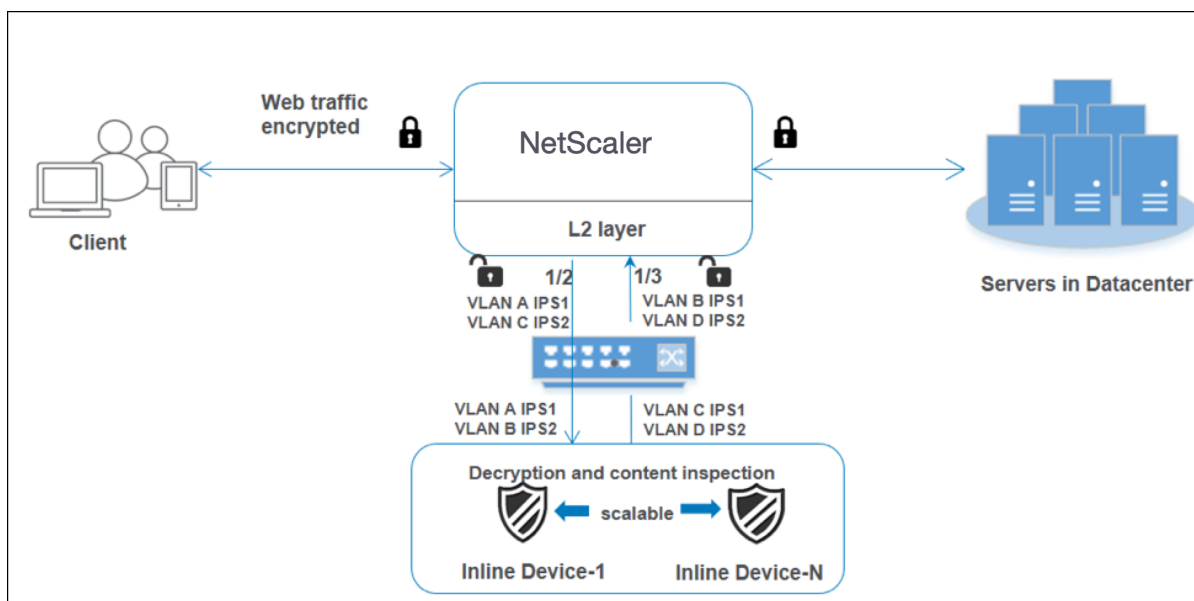 Web traffic
encrypted
NetScaler
Client
L2 layer
Servers in Datacenter
1/2
1/3
VLAN A IPS1
VLAN C IPS2
VLAN B IPS1
VLAN D IPS2
VLAN A IPS1
VLAN B IPS2
VLAN C IPS1
VLAN D IPS2
Decryption and content inspection
scalable
Inline Device-1
Inline Device-N